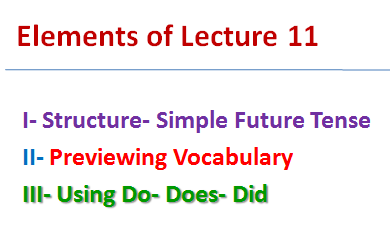 Elements of Lecture 11
I- Structure- Simple Future Tense
II- Previewing Vocabulary
III- Using Do- Does- Did